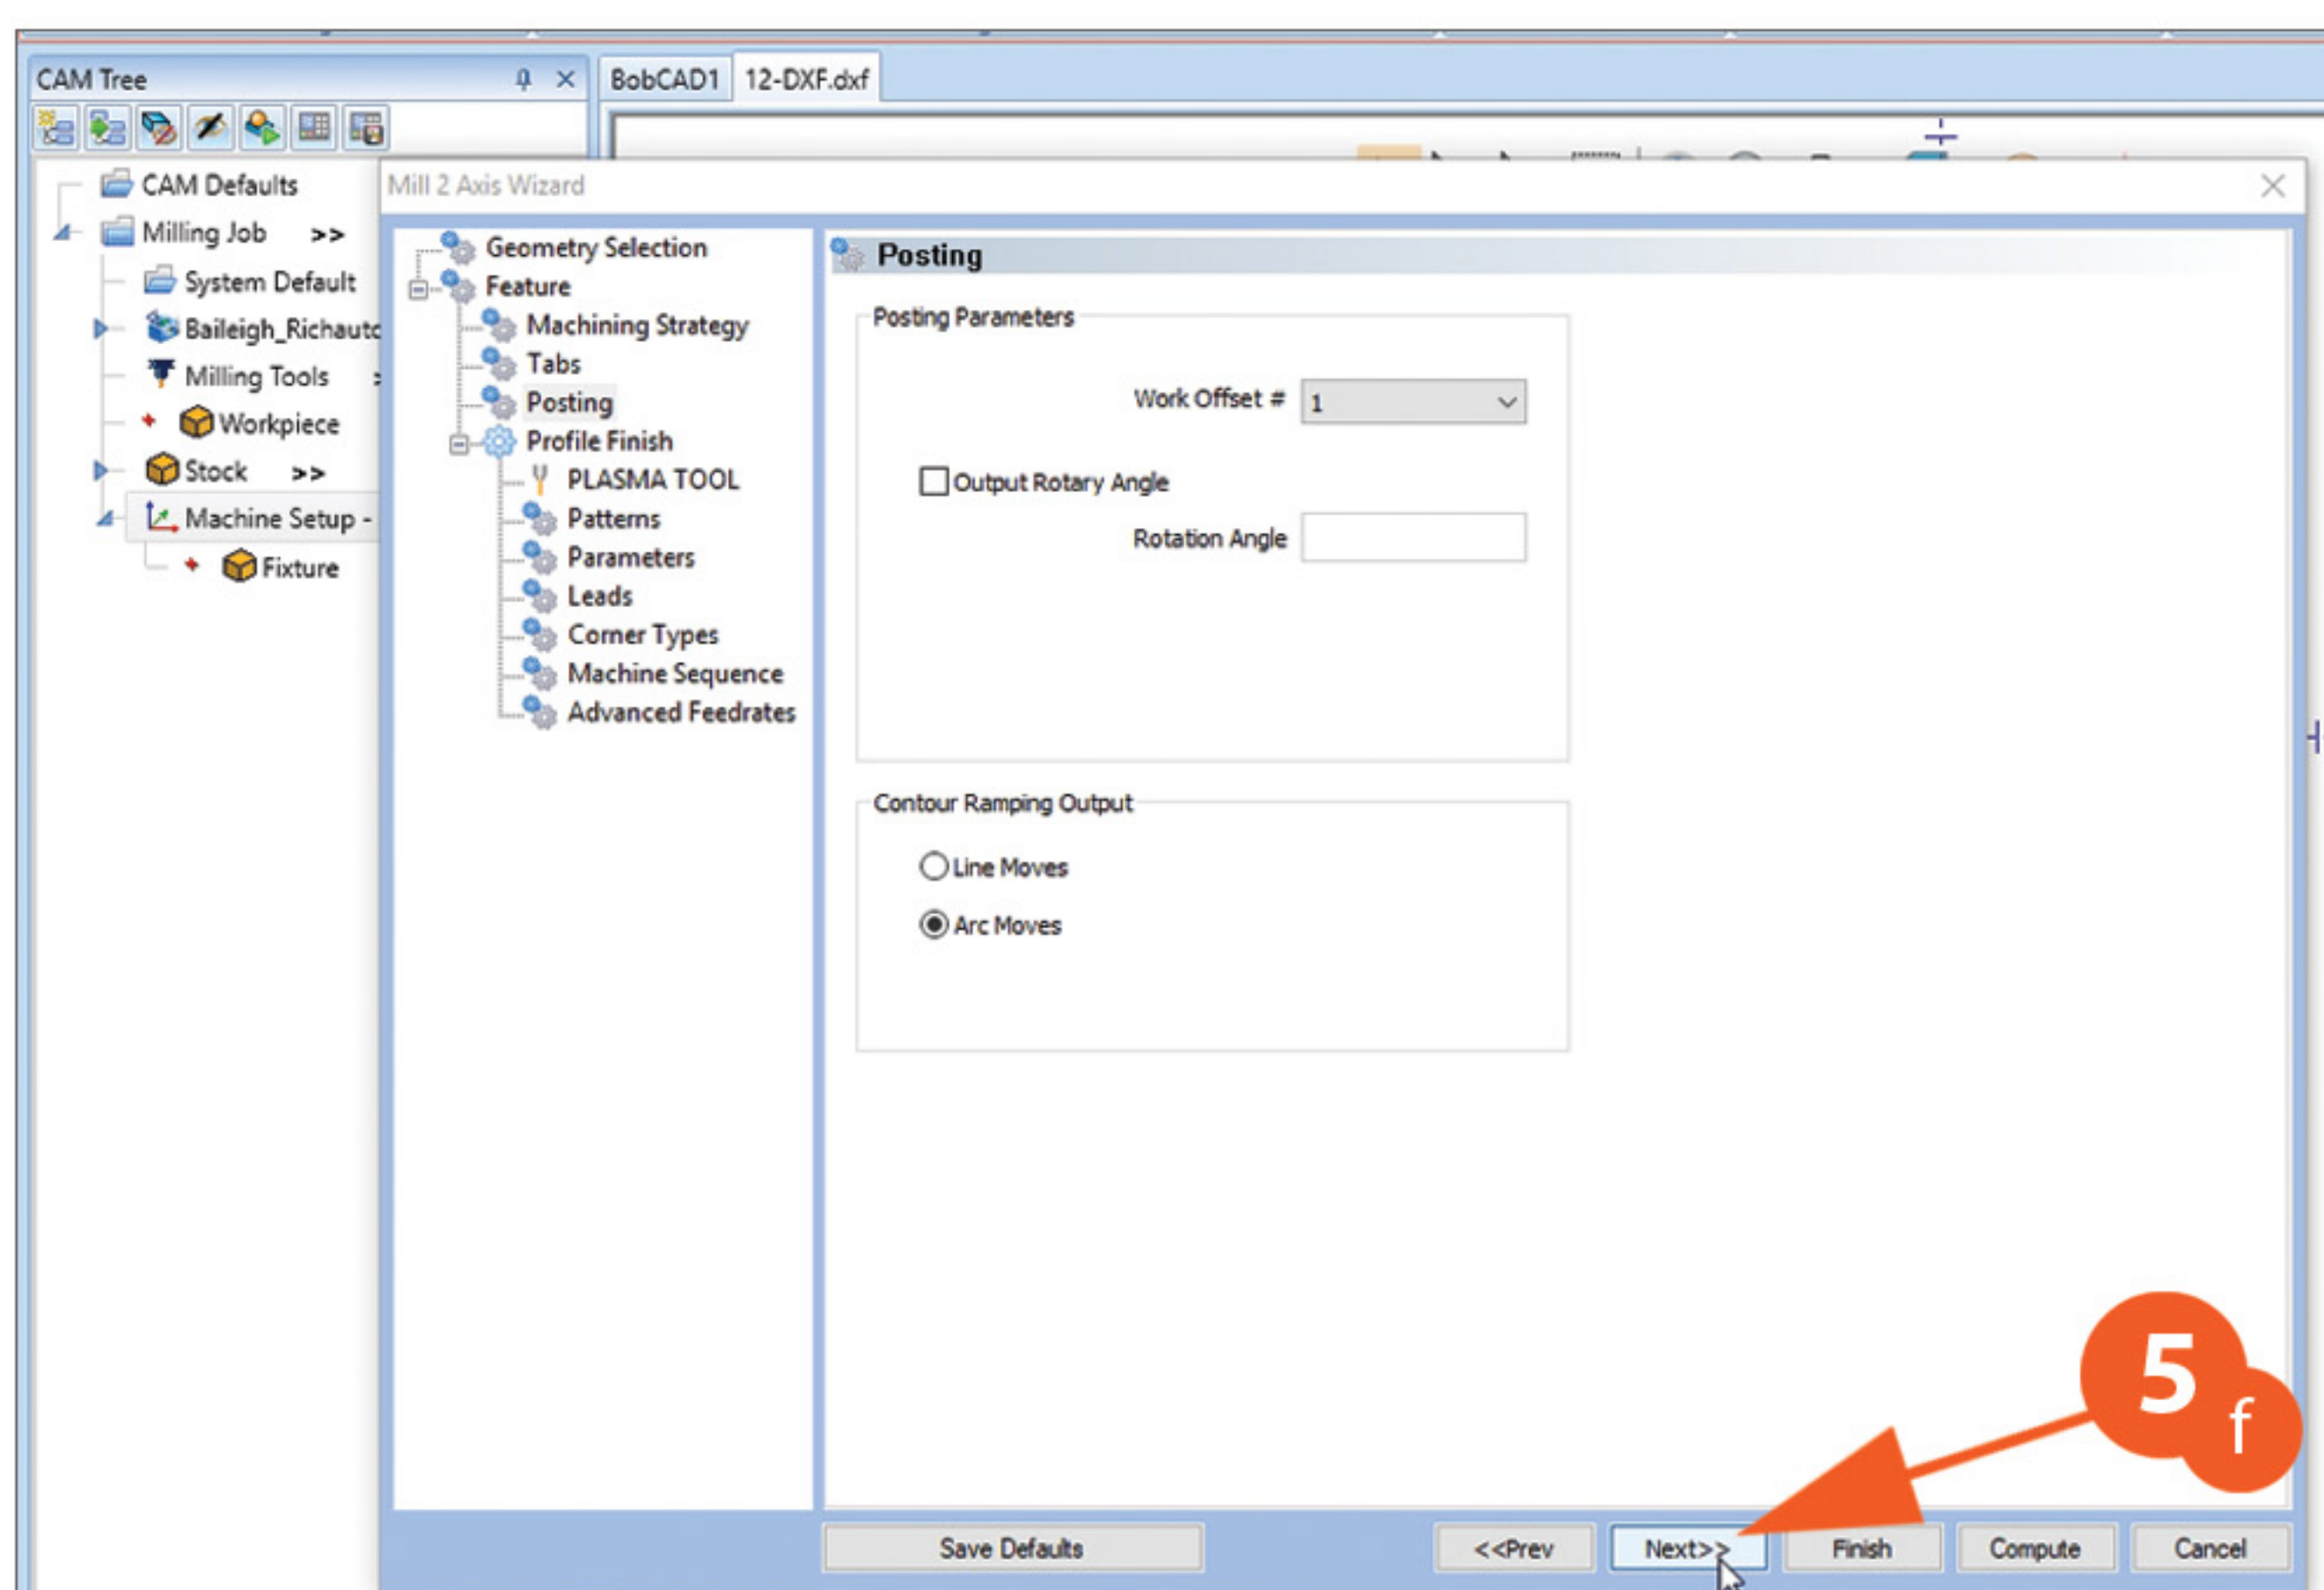 CAM Tree
BobCAD1
12-DXF.dxf
CAM Defaults
Milling Job >>
System Default
Baileigh_Richauto
Milling Tools
Workpiece
Stock >>
Machine Setup -
Fixture
Mill 2 Axis Wizard
Geometry Selection
Feature
Machining Strategy
Tabs
Posting
Profile Finish
PLASMA TOOL
Patterns
Parameters
Leads
Corner Types
Machine Sequence
Advanced Feedrates
Posting
Posting Parameters
Work Offset # 1
Output Rotary Angle
Rotation Angle
Contour Ramping Output
Line Moves
Arc Moves
5
f
Save Defaults
<<Prev
Next>>
Finish
Compute
Cancel